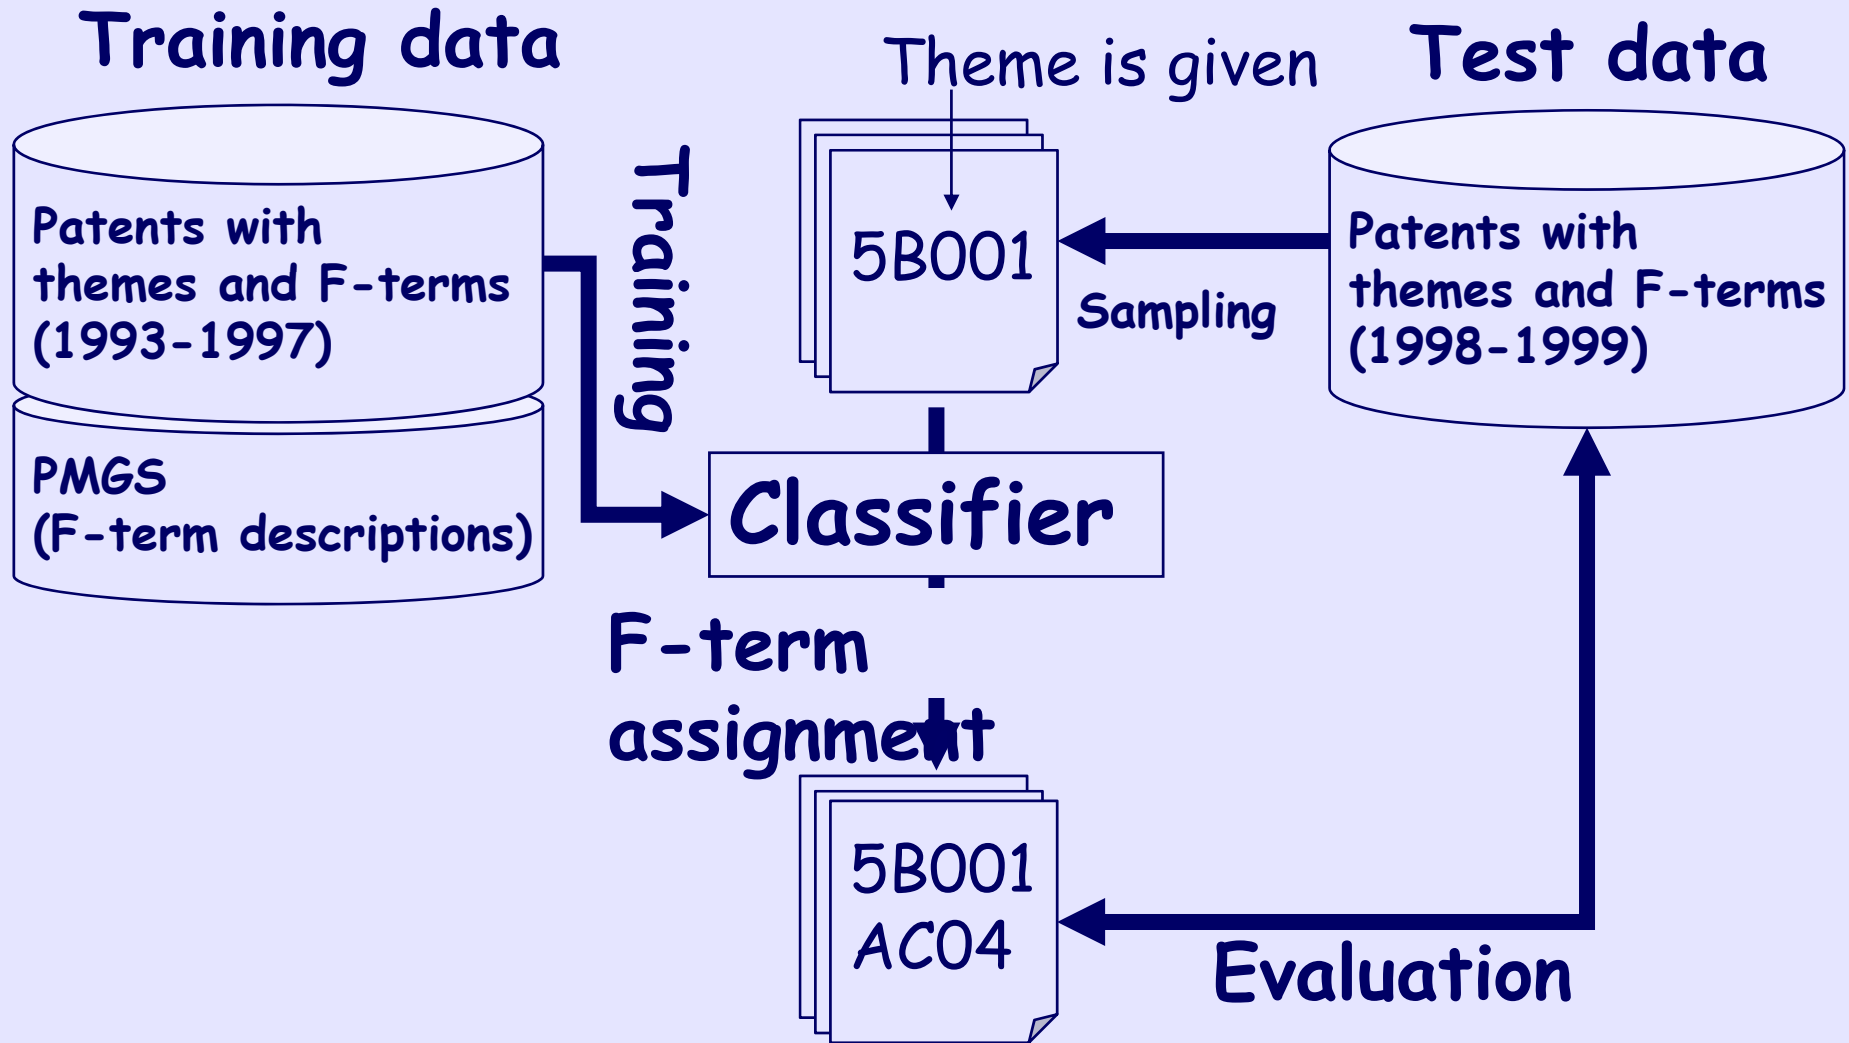 Training data
Theme is given
Test data
Patents with
themes and F-terms
(1993-1997)
Training
5B001
Sampling
Patents with
themes and F-terms
(1998-1999)
PMGS
(F-term descriptions)
Classifier
F-term
assignment
5B001
AC04
Evaluation